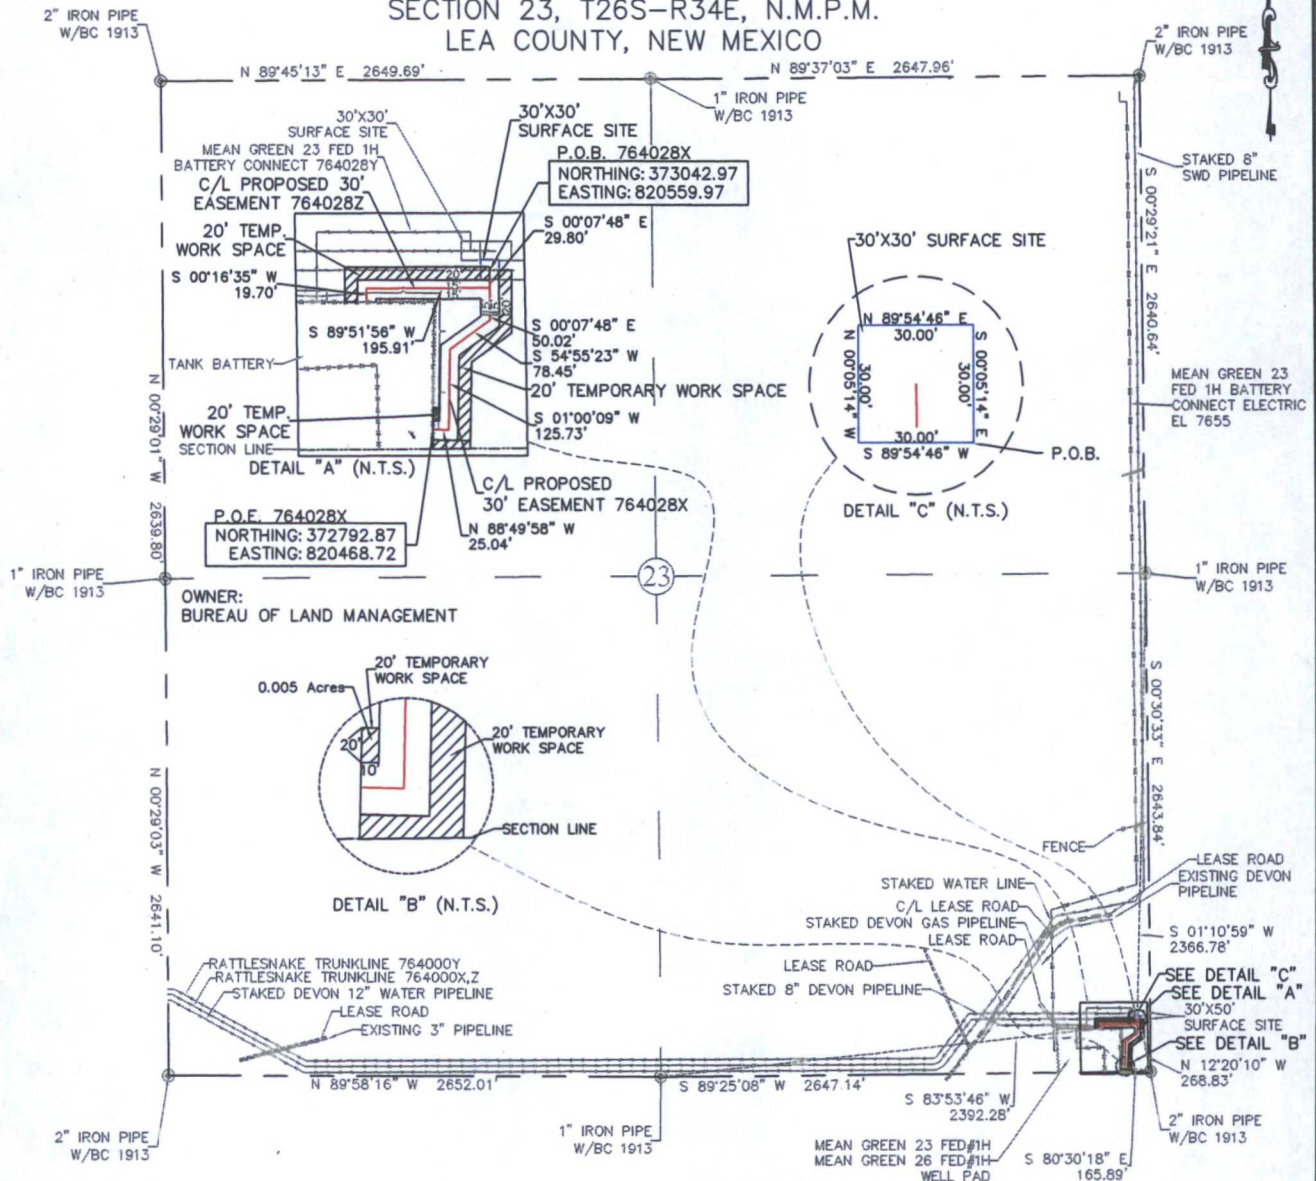 SECTION 23, T26S-R34E, N.M.P.M.
LEA COUNTY, NEW MEXICO
2" IRON PIPE
W/BC 1913
N 89°45'13" E 2649.69'
N 89°37'03" E 2647.96'
2" IRON PIPE
W/BC 1913
1" IRON PIPE
W/BC 1913
30'X30'
SURFACE SITE
MEAN GREEN 23 FED 1H
BATTERY CONNECT 764028Y
C/L PROPOSED 30'
EASEMENT 764028Z
20' TEMP.
WORK SPACE
S 00°16'35" W
19.70'
S 89°51'56" W
195.91'
TANK BATTERY
20' TEMP.
WORK SPACE
SECTION LINE
DETAIL "A" (N.T.S.)
30'X30'
SURFACE SITE
P.O.B. 764028X
NORTHING: 373042.97
EASTING: 820559.97
S 00°07'48" E
29.80'
20'
S 00°07'48" E
50.02'
S 54°55'23" W
78.45'
20' TEMPORARY WORK SPACE
S 01°00'09" W
125.73'
C/L PROPOSED
30' EASEMENT 764028X
N 88°49'58" W
25.04'
P.O.E. 764028X
NORTHING: 372792.87
EASTING: 820468.72
30'X30' SURFACE SITE
N 89°54'46" E
30.00'
N 00°05'14" W
30.00'
30.00'
S 00°05'14" E
30.00'
S 89°54'46" W
P.O.B.
DETAIL "C" (N.T.S.)
STAKED 8"
SWD PIPELINE
S 00°29'21" E 2640.64'
MEAN GREEN 23
FED 1H BATTERY
CONNECT ELECTRIC
EL 7655
N 00°29'01" W 2639.80'
1" IRON PIPE
W/BC 1913
23
1" IRON PIPE
W/BC 1913
OWNER:
BUREAU OF LAND MANAGEMENT
20' TEMPORARY
WORK SPACE
0.005 Acres
20'
10'
20' TEMPORARY
WORK SPACE
SECTION LINE
DETAIL "B" (N.T.S.)
N 00°29'03" W 2641.10'
S 00°30'33" E 2643.84'
FENCE
LEASE ROAD
EXISTING DEVON
PIPELINE
STAKED WATER LINE
C/L LEASE ROAD
STAKED DEVON GAS PIPELINE
LEASE ROAD
LEASE ROAD
STAKED 8" DEVON PIPELINE
S 01°10'59" W
2366.78'
SEE DETAIL "C"
SEE DETAIL "A"
30'X50'
SURFACE SITE
SEE DETAIL "B"
N 12°20'10" W
268.83'
RATTLESNAKE TRUNKLINE 764000Y
RATTLESNAKE TRUNKLINE 764000X,Z
STAKED DEVON 12" WATER PIPELINE
LEASE ROAD
EXISTING 3" PIPELINE
N 89°58'16" W 2652.01'
S 89°25'08" W 2647.14'
S 83°53'46" W
2392.28'
2" IRON PIPE
W/BC 1913
1" IRON PIPE
W/BC 1913
MEAN GREEN 23 FED#1H
MEAN GREEN 26 FED#1H
WELL PAD
S 80°30'18" E
165.89'
2" IRON PIPE
W/BC 1913